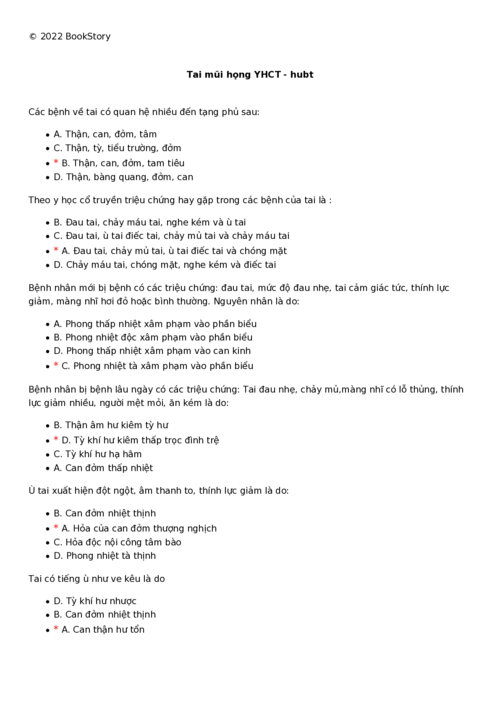 © 2022 BookStory
Tai mũi họng YHCT - hubt
Các bệnh về tai có quan hệ nhiều đến tạng phủ sau:
• A. Thận, can, đởm, tâm
• C. Thận, tỳ, tiểu trường, đởm
• * B. Thận, can, đởm, tam tiêu
• D. Thận, bàng quang, đởm, can
Theo y học cổ truyền triệu chứng hay gặp trong các bệnh của tai là :
• B. Đau tai, chảy máu tai, nghe kém và ù tai
• C. Đau tai, ù tai điếc tai, chảy mủ tai và chảy máu tai
• * A. Đau tai, chảy mủ tai, ù tai điếc tai và chóng mặt
• D. Chảy máu tai, chóng mặt, nghe kém và điếc tai
Bệnh nhân mới bị bệnh có các triệu chứng: đau tai, mức độ đau nhẹ, tai cảm giác tức, thính lực
giảm, màng nhĩ hơi đỏ hoặc bình thường. Nguyên nhân là do:
• A. Phong thấp nhiệt xâm phạm vào phần biểu
• B. Phong nhiệt độc xâm phạm vào phần biểu
• D. Phong thấp nhiệt xâm phạm vào can kinh
• * C. Phong nhiệt tà xâm phạm vào phần biểu
Bệnh nhân bị bệnh lâu ngày có các triệu chứng: Tai đau nhẹ, chảy mủ,màng nhĩ có lỗ thủng, thính
lực giảm nhiều, người mệt mỏi, ăn kém là do:
• B. Thận âm hư kiêm tỳ hư
• * D. Tỳ khí hư kiêm thấp trọc đình trệ
• C. Tỳ khí hư hạ hãm
• A. Can đởm thấp nhiệt
Ù tai xuất hiện đột ngột, âm thanh to, thính lực giảm là do:
• B. Can đởm nhiệt thịnh
• * A. Hỏa của can đởm thượng nghịch
• C. Hỏa độc nội công tâm bào
• D. Phong nhiệt tà thịnh
Tai có tiếng ù như ve kêu là do
• D. Tỳ khí hư nhược
• B. Can đởm nhiệt thịnh
• * A. Can thận hư tổn